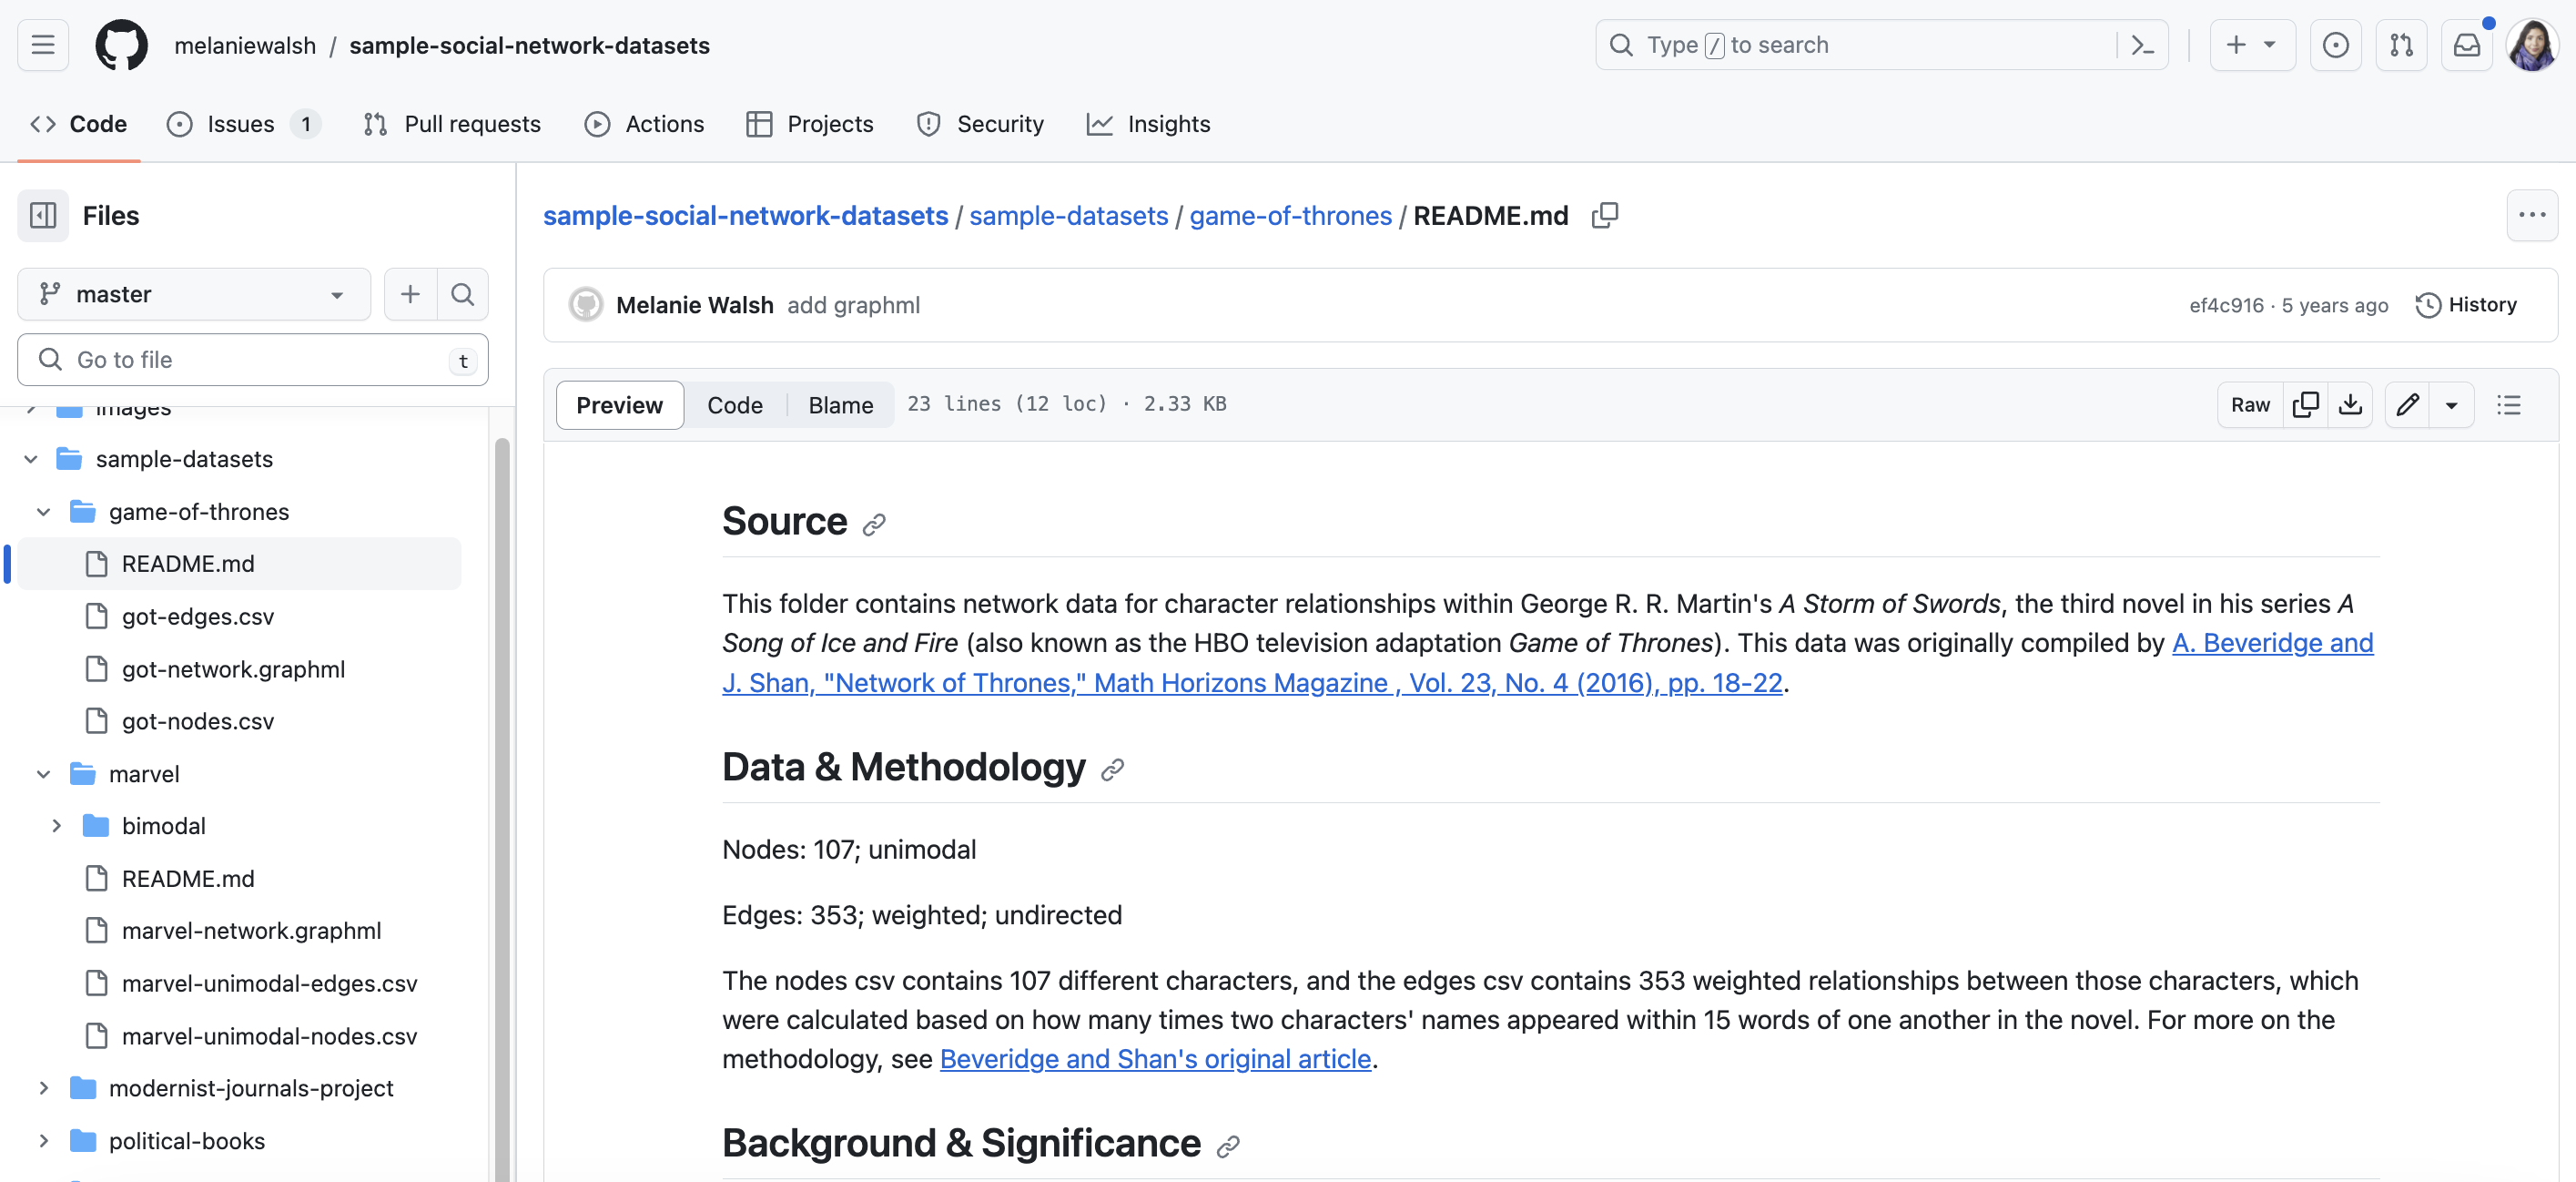 melaniewalsh / sample-social-network-datasets
Type / to search
Code
Issues 1
Pull requests
Actions
Projects
Security
Insights
Files
master
Go to file
t
images
sample-datasets
game-of-thrones
README.md
got-edges.csv
got-network.graphml
got-nodes.csv
marvel
bimodal
README.md
marvel-network.graphml
marvel-unimodal-edges.csv
marvel-unimodal-nodes.csv
modernist-journals-project
political-books
sample-social-network-datasets / sample-datasets / game-of-thrones / README.md
Melanie Walsh add graphml
ef4c916 · 5 years ago
History
Preview
Code
Blame
23 lines (12 loc) · 2.33 KB
Raw
Source
This folder contains network data for character relationships within George R. R. Martin's A Storm of Swords, the third novel in his series A
Song of Ice and Fire (also known as the HBO television adaptation Game of Thrones). This data was originally compiled by A. Beveridge and
J. Shan, "Network of Thrones," Math Horizons Magazine , Vol. 23, No. 4 (2016), pp. 18-22.
Data & Methodology
Nodes: 107; unimodal
Edges: 353; weighted; undirected
The nodes csv contains 107 different characters, and the edges csv contains 353 weighted relationships between those characters, which
were calculated based on how many times two characters' names appeared within 15 words of one another in the novel. For more on the
methodology, see Beveridge and Shan's original article.
Background & Significance